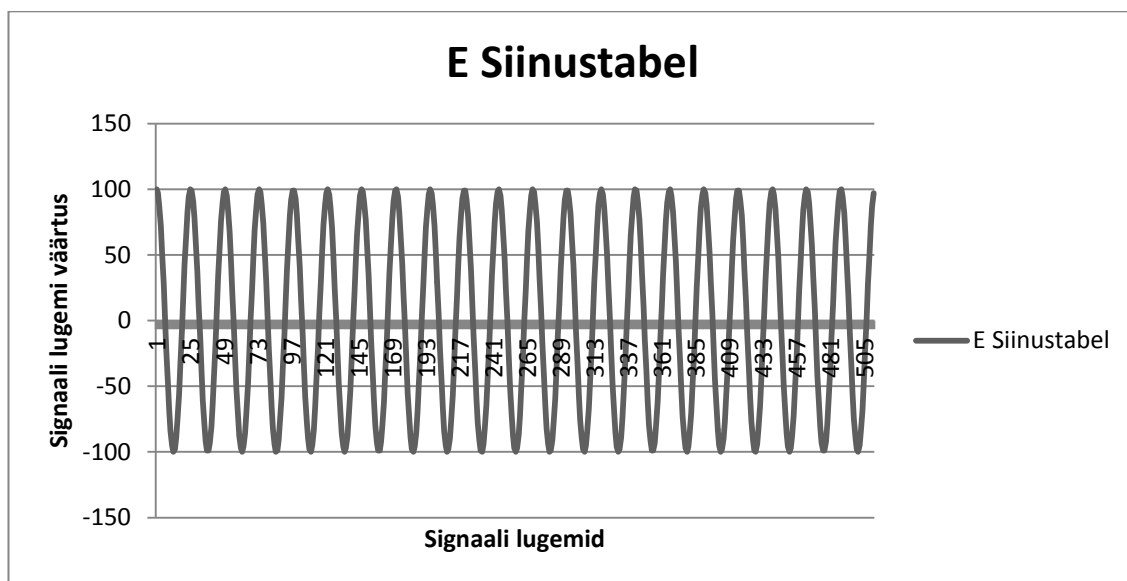 E Siinustabel
150
100
50
0
-50
-100
-150
1 25 49 73 97 121 145 169 193 217 241 265 289 313 337 361 385 409 433 457 481 505
Signaali lugemi väärtus
Signaali lugemid
E Siinustabel